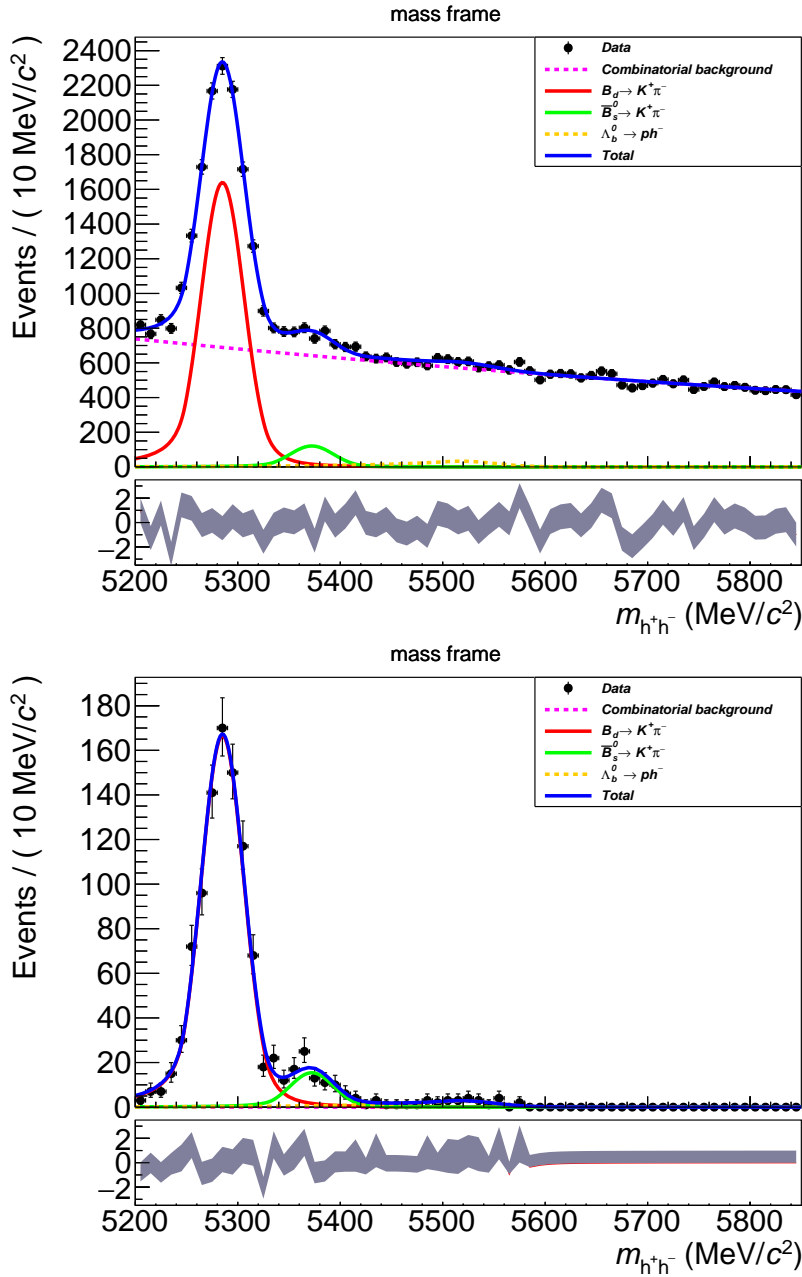 mass frame
Events / ( 10 MeV/c²)
2400
2200
2000
1800
1600
1400
1200
1000
800
600
400
200
0
Data
Combinatorial background
B_d → K⁺π⁻
B̅_s⁰ → K⁺π⁻
Λ_b⁰ → ph⁻
Total
2
0
−2
5200 5300 5400 5500 5600 5700 5800
m_h⁺h⁻ (MeV/c²)
mass frame
Events / ( 10 MeV/c²)
180
160
140
120
100
80
60
40
20
0
Data
Combinatorial background
B_d → K⁺π⁻
B̅_s⁰ → K⁺π⁻
Λ_b⁰ → ph⁻
Total
2
0
−2
5200 5300 5400 5500 5600 5700 5800
m_h⁺h⁻ (MeV/c²)